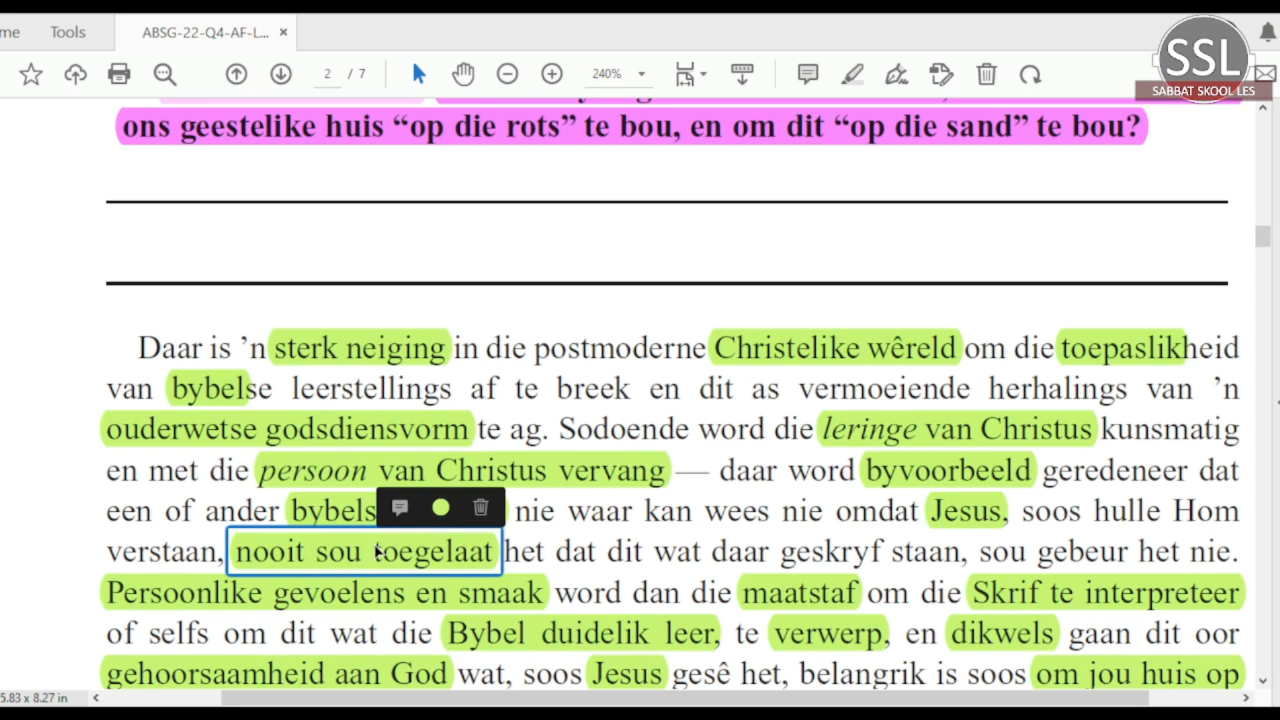 me Tools ABSG-22-Q4-AF-L... ×
SSL
SABBAT SKOOL LES
2 / 7 240%
ons geestelike huis “op die rots” te bou, en om dit “op die sand” te bou?
Daar is ’n sterk neiging in die postmoderne Christelike wêreld om die toepaslikheid
van bybelse leerstellings af te breek en dit as vermoeiende herhalings van ’n
ouderwetse godsdiensvorm te ag. Sodoende word die leringe van Christus kunsmatig
en met die persoon van Christus vervang — daar word byvoorbeeld geredeneer dat
een of ander bybels nie waar kan wees nie omdat Jesus, soos hulle Hom
verstaan, nooit sou toegelaat het dat dit wat daar geskryf staan, sou gebeur het nie.
Persoonlike gevoelens en smaak word dan die maatstaf om die Skrif te interpreteer
of selfs om dit wat die Bybel duidelik leer, te verwerp, en dikwels gaan dit oor
gehoorsaamheid aan God wat, soos Jesus gesê het, belangrik is soos om jou huis op
5.83 x 8.27 in